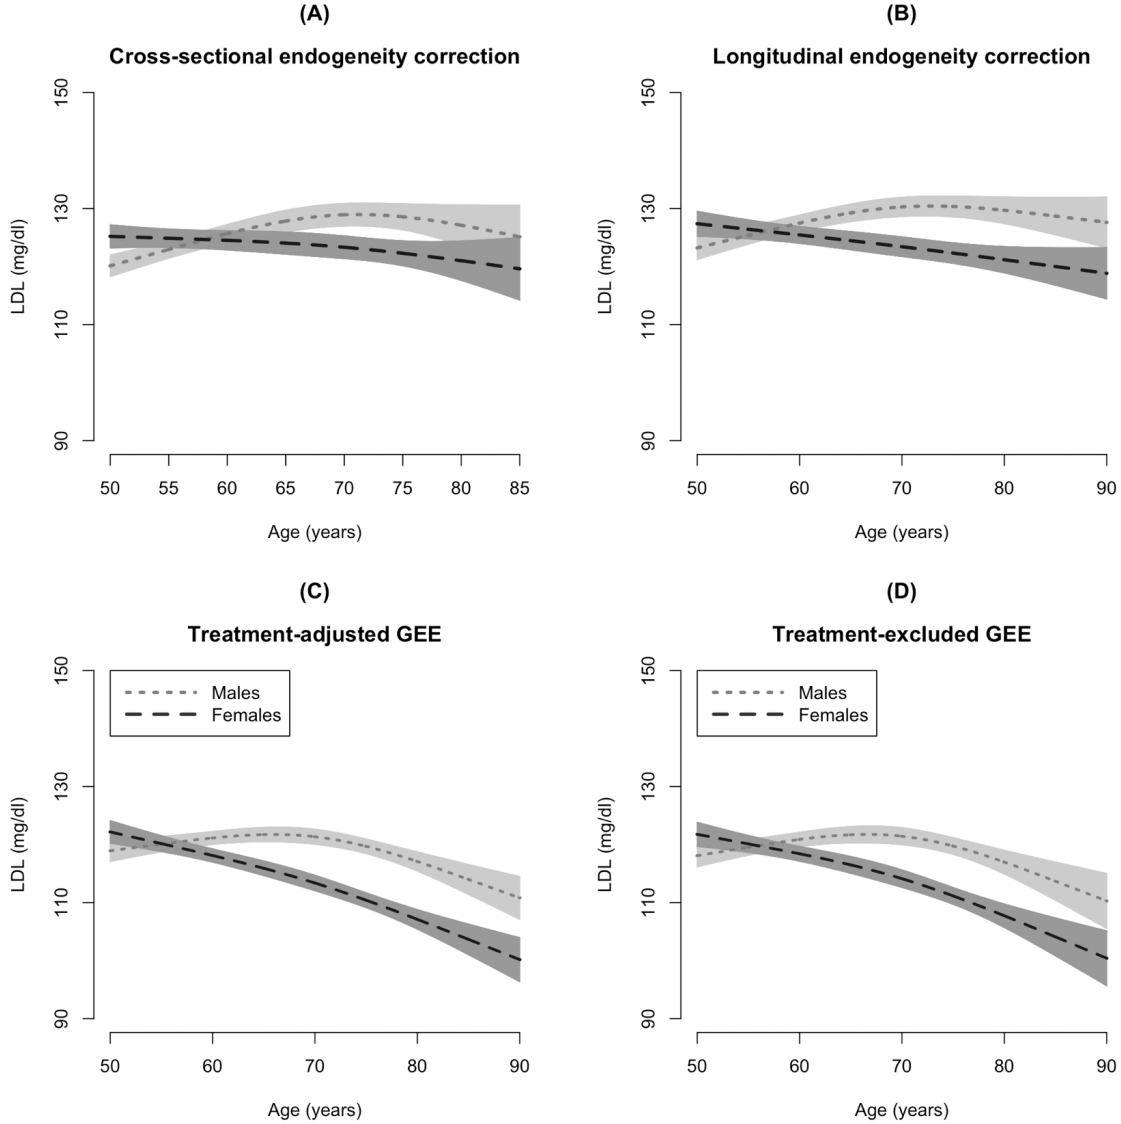 (A)
Cross-sectional endogeneity correction
150
130
110
90
LDL (mg/dl)
50 55 60 65 70 75 80 85
Age (years)
(B)
Longitudinal endogeneity correction
150
130
110
90
LDL (mg/dl)
50 60 70 80 90
Age (years)
(C)
Treatment-adjusted GEE
Males
Females
150
130
110
90
LDL (mg/dl)
50 60 70 80 90
Age (years)
(D)
Treatment-excluded GEE
Males
Females
150
130
110
90
LDL (mg/dl)
50 60 70 80 90
Age (years)